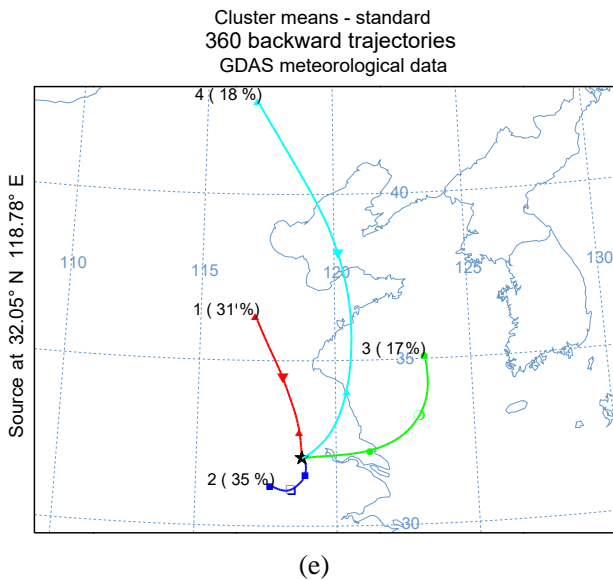 Cluster means - standard
360 backward trajectories
GDAS meteorological data
Source at 32.05° N 118.78° E
4 ( 18 %)
40
110
115
120
125
130
1 ( 31 %)
3 ( 17%)
35
2 ( 35 %)
30
(e)